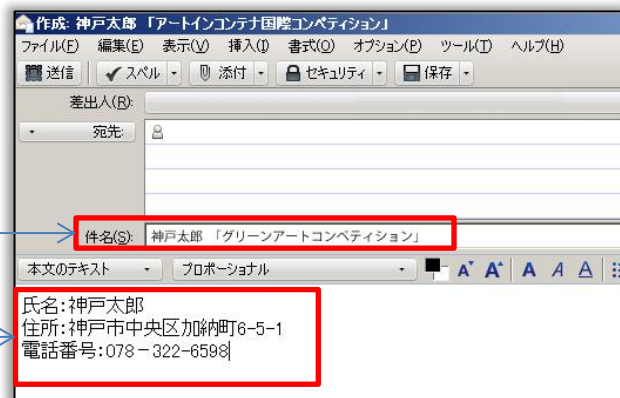 作成: 神戸太郎 「アートインコンテナ国際コンペティション」
ファイル(F) 編集(E) 表示(V) 挿入(I) 書式(O) オプション(P) ツール(T) ヘルプ(H)
送信 スペル 添付 セキュリティ 保存
差出人(R):
宛先:
件名(S): 神戸太郎 「グリーンアートコンペティション」
本文のテキスト プロポーショナル A A A A A
氏名:神戸太郎
住所:神戸市中央区加納町6-5-1
電話番号:078－322-6598